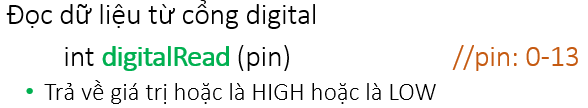 Đọc dữ liệu từ cổng digital
int digitalRead (pin) //pin: 0-13
• Trả về giá trị hoặc là HIGH hoặc là LOW